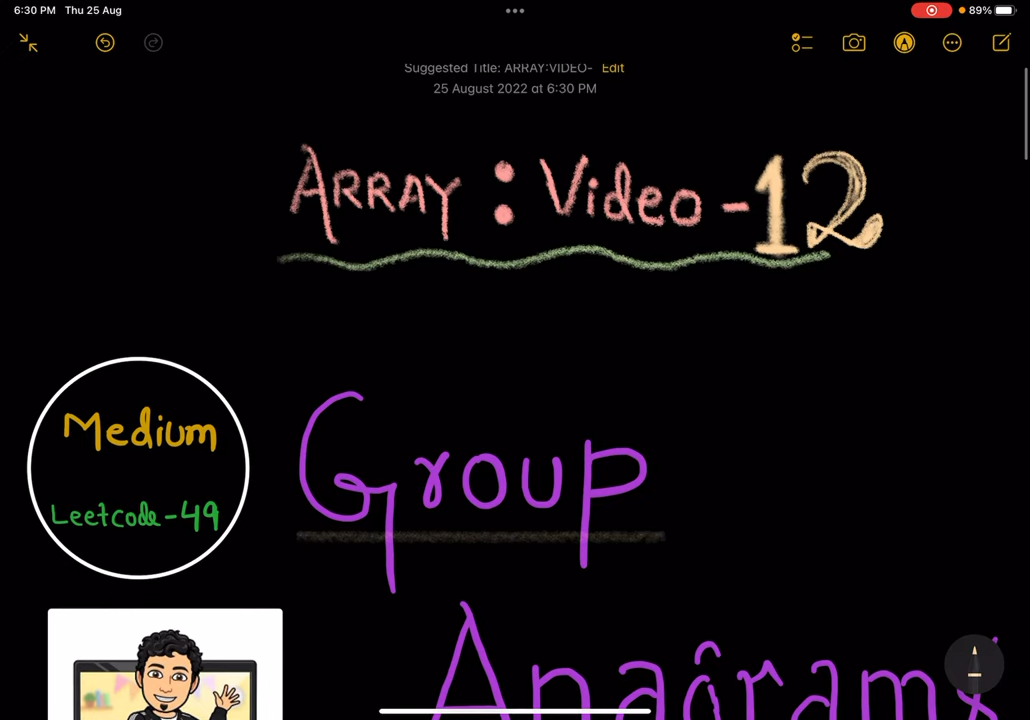 6:30 PM Thu 25 Aug
89%
Suggested Title: ARRAY:VIDEO- Edit
25 August 2022 at 6:30 PM
ARRAY : Video - 12
Medium
Leetcode - 49
Group
Anagrams